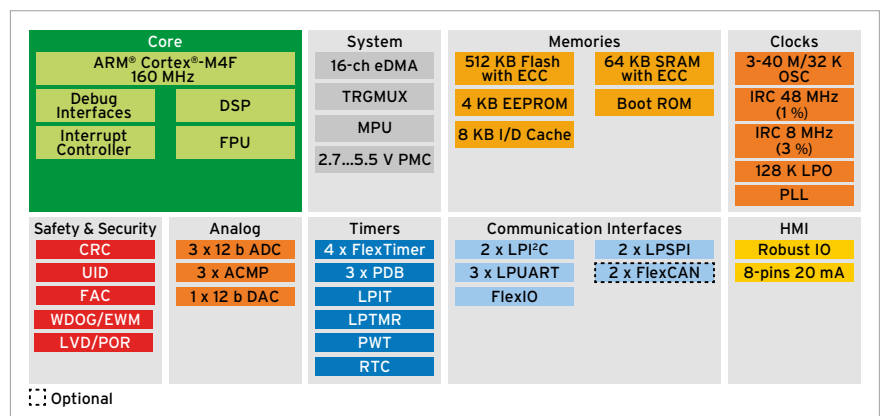 Core
ARM® Cortex®-M4F
160 MHz
Debug
Interfaces
DSP
Interrupt
Controller
FPU
System
16-ch eDMA
TRGMUX
MPU
2.7...5.5 V PMC
Memories
512 KB Flash
with ECC
64 KB SRAM
with ECC
4 KB EEPROM
Boot ROM
8 KB I/D Cache
Clocks
3-40 M/32 K
OSC
IRC 48 MHz
(1 %)
IRC 8 MHz
(3 %)
128 K LPO
PLL
Safety & Security
CRC
UID
FAC
WDOG/EWM
LVD/POR
Analog
3 x 12 b ADC
3 x ACMP
1 x 12 b DAC
Timers
4 x FlexTimer
3 x PDB
LPIT
LPTMR
PWT
RTC
Communication Interfaces
2 x LPI²C
2 x LPSPI
3 x LPUART
2 x FlexCAN
FlexIO
HMI
Robust IO
8-pins 20 mA
Optional